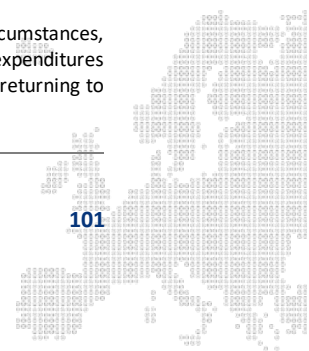 cumstances,
expenditures
returning to
101